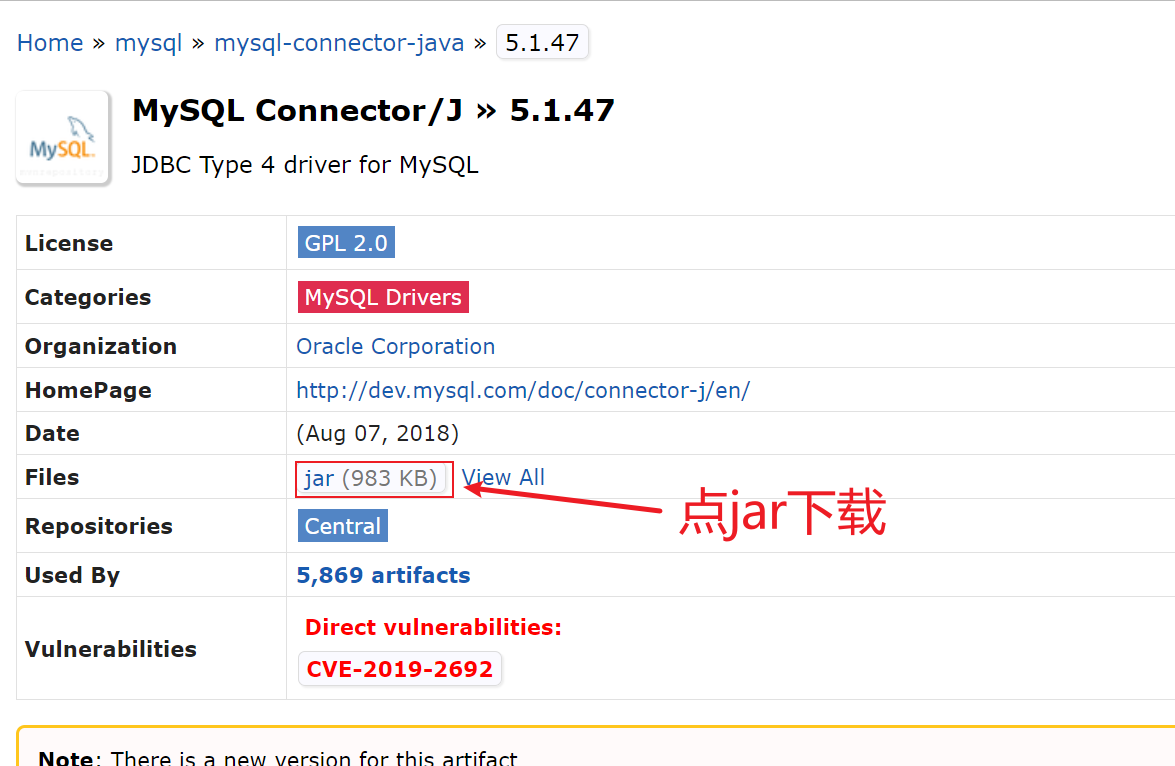 Home » mysql » mysql-connector-java » 5.1.47
MySQL
MySQL Connector/J » 5.1.47
JDBC Type 4 driver for MySQL
License GPL 2.0
Categories MySQL Drivers
Organization Oracle Corporation
HomePage http://dev.mysql.com/doc/connector-j/en/
Date (Aug 07, 2018)
Files jar (983 KB) View All
点jar下载
Repositories Central
Used By 5,869 artifacts
Vulnerabilities Direct vulnerabilities:
CVE-2019-2692
Note: There is a new version for this artifact